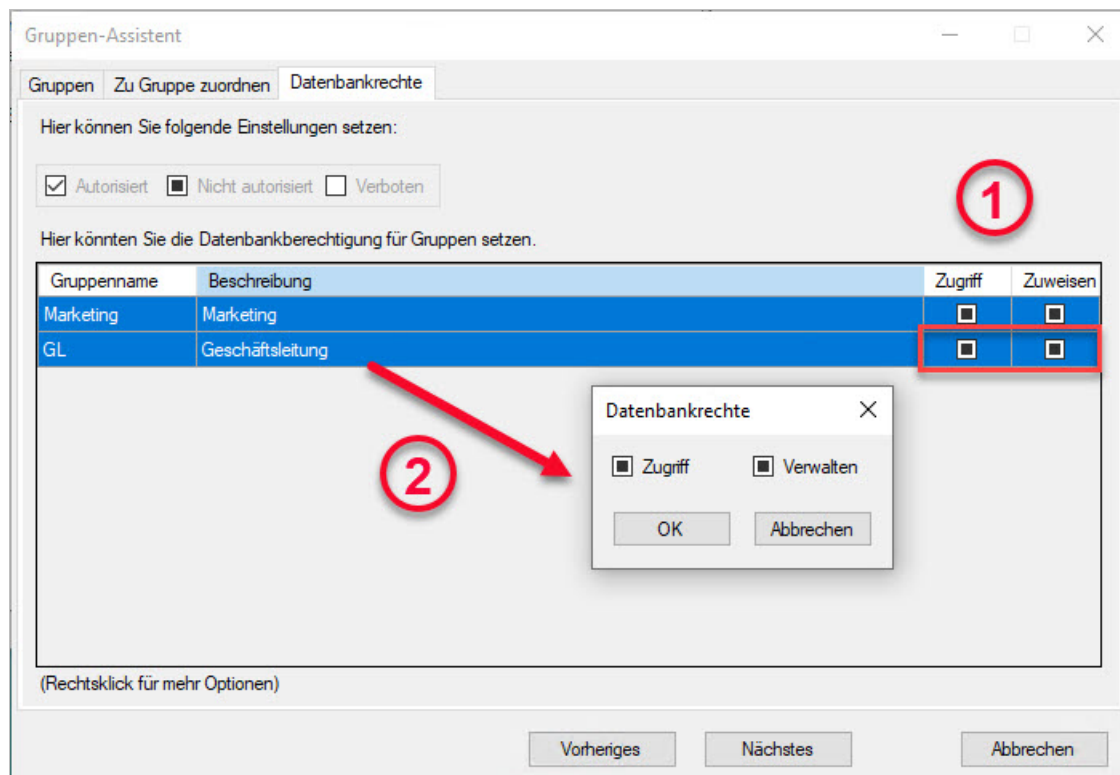 Gruppen-Assistent
Gruppen Zu Gruppe zuordnen Datenbankrechte
Hier können Sie folgende Einstellungen setzen:
Autorisiert Nicht autorisiert Verboten
1
Hier könnten Sie die Datenbankberechtigung für Gruppen setzen.
Gruppenname Beschreibung Zugriff Zuweisen
Marketing Marketing
GL Geschäftsleitung
Datenbankrechte
2
Zugriff Verwalten
OK Abbrechen
(Rechtsklick für mehr Optionen)
Vorheriges Nächstes Abbrechen